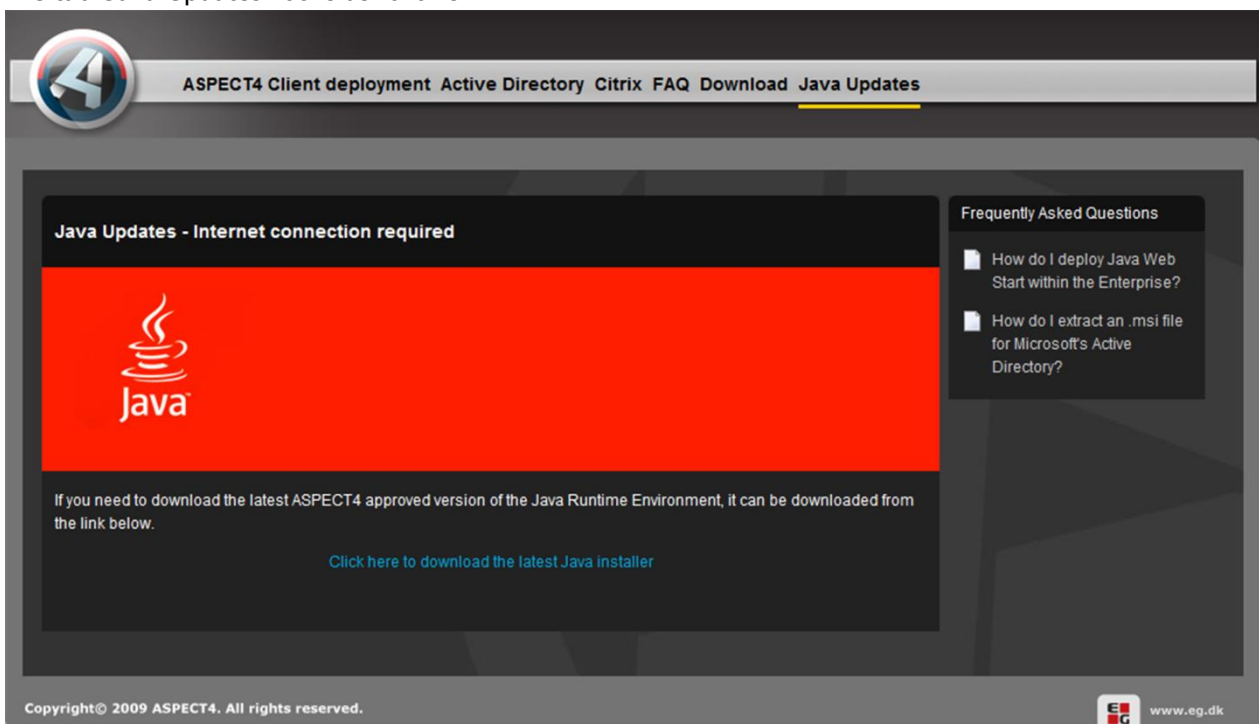 ASPECT4 Client deployment Active Directory Citrix FAQ Download Java Updates
Java Updates - Internet connection required
Java
If you need to download the latest ASPECT4 approved version of the Java Runtime Environment, it can be downloaded from
the link below.
Click here to download the latest Java installer
Frequently Asked Questions
How do I deploy Java Web
Start within the Enterprise?
How do I extract an .msi file
for Microsoft's Active
Directory?
Copyright© 2009 ASPECT4. All rights reserved.
EG
www.eg.dk